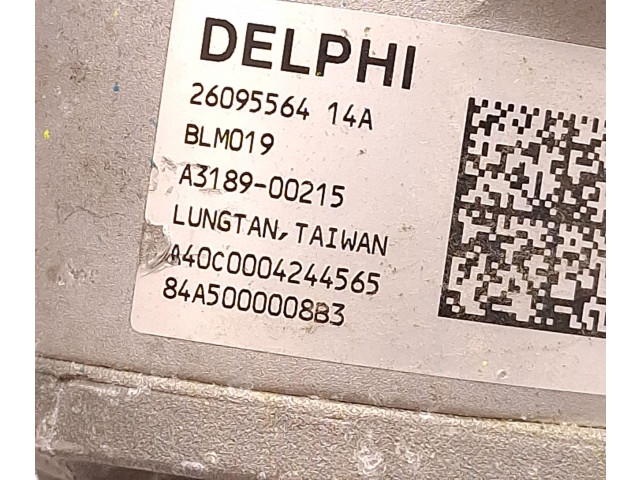 DELPHI
26095564 14A
BLM019
A3189-00215
LUNGTAN, TAIWAN
A40C0004244565
84A5000008B3